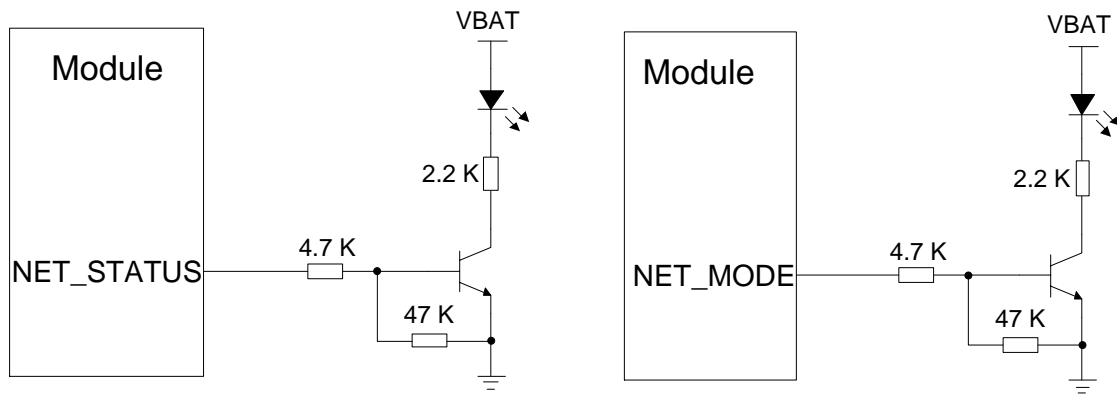 VBAT
Module
2.2 K
4.7 K
NET_STATUS
47 K
VBAT
Module
2.2 K
4.7 K
NET_MODE
47 K